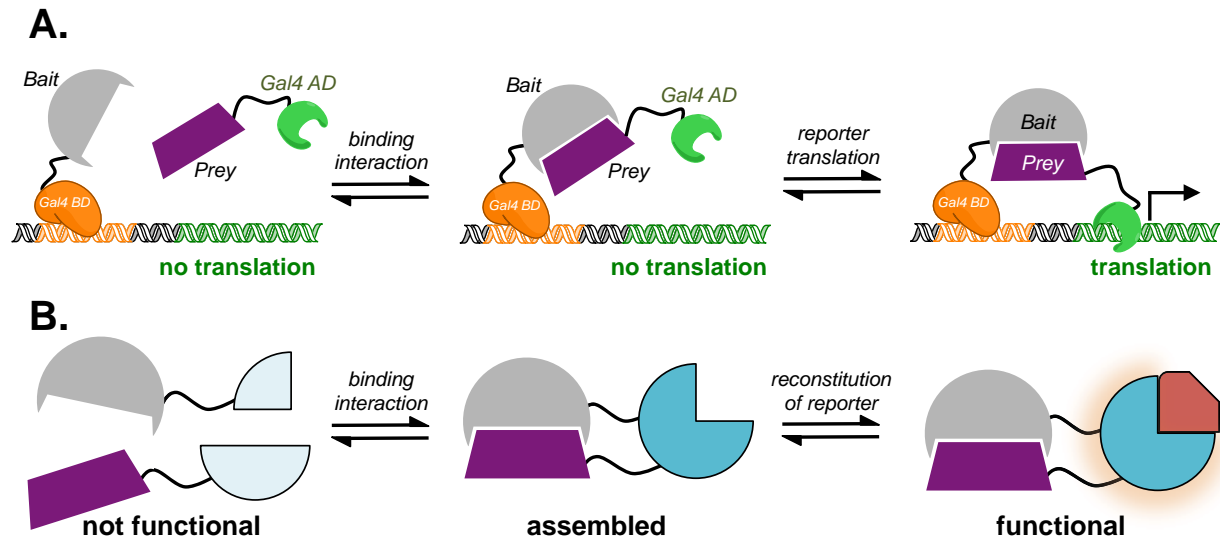 A.
Bait
Gal4 AD
Prey
Gal4 BD
no translation
binding
interaction
Bait
Gal4 AD
Prey
Gal4 BD
no translation
reporter
translation
Bait
Prey
Gal4 BD
translation
B.
not functional
binding
interaction
assembled
reconstitution
of reporter
functional